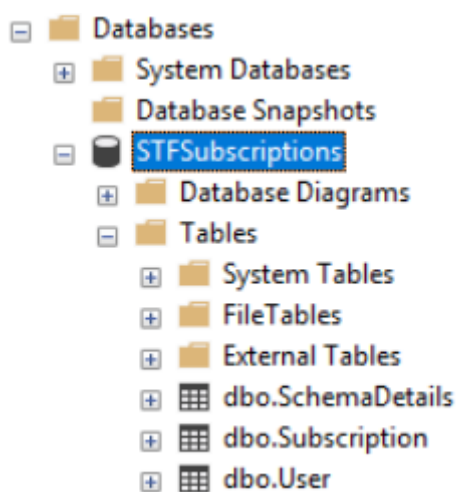 Databases
System Databases
Database Snapshots
STFSubscriptions
Database Diagrams
Tables
System Tables
FileTables
External Tables
dbo.SchemaDetails
dbo.Subscription
dbo.User